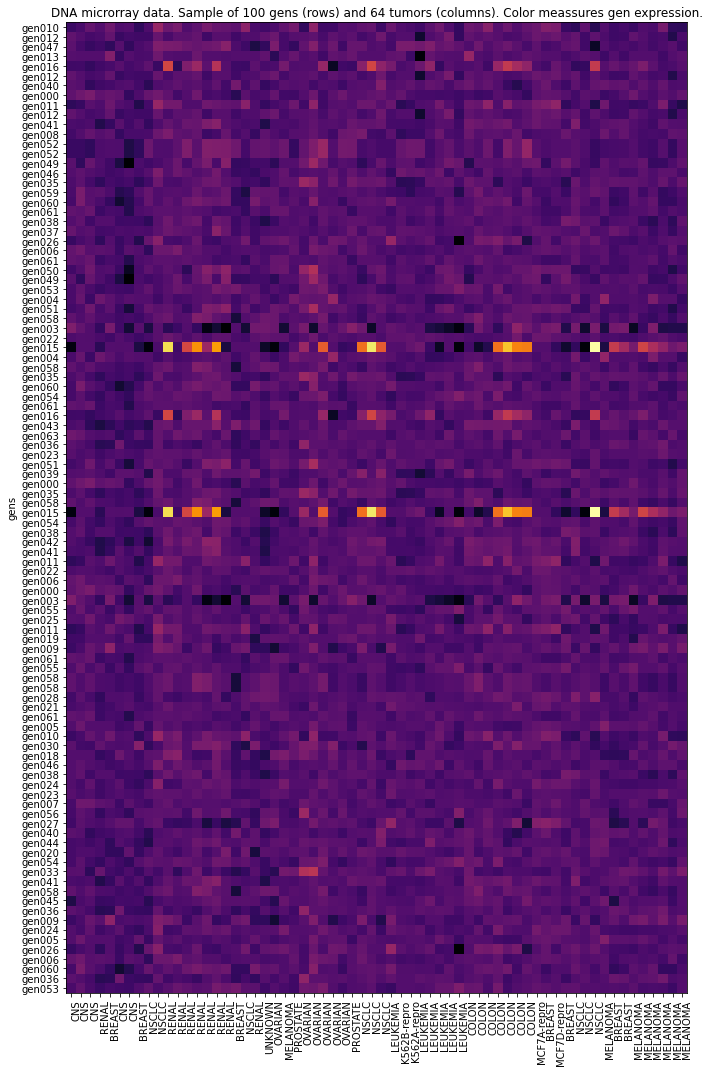 DNA microrray data. Sample of 100 gens (rows) and 64 tumors (columns). Color meassures gen expression.
gens
gen010
gen012
gen047
gen013
gen016
gen012
gen040
gen000
gen011
gen012
gen041
gen008
gen052
gen052
gen049
gen035
gen059
gen060
gen061
gen038
gen037
gen026
gen006
gen061
gen050
gen049
gen053
gen004
gen051
gen058
gen003
gen022
gen015
gen004
gen058
gen035
gen060
gen054
gen061
gen016
gen043
gen063
gen036
gen023
gen051
gen039
gen000
gen035
gen058
gen015
gen054
gen038
gen042
gen041
gen011
gen022
gen006
gen000
gen003
gen055
gen025
gen011
gen019
gen009
gen061
gen055
gen058
gen058
gen028
gen021
gen061
gen005
gen010
gen030
gen018
gen046
gen038
gen024
gen023
gen007
gen056
gen027
gen040
gen044
gen020
gen054
gen033
gen041
gen058
gen045
gen036
gen009
gen024
gen005
gen026
gen006
gen060
gen036
gen053
CNS
CNS
CNS
RENAL
BREAST
CNS
CNS
BREAST
NSCLC
NSCLC
RENAL
RENAL
RENAL
RENAL
RENAL
RENAL
RENAL
BREAST
NSCLC
RENAL
UNKNOWN
OVARIAN
MELANOMA
PROSTATE
OVARIAN
OVARIAN
OVARIAN
OVARIAN
OVARIAN
PROSTATE
NSCLC
NSCLC
NSCLC
LEUKEMIA
K562B-repro
K562A-repro
LEUKEMIA
LEUKEMIA
LEUKEMIA
LEUKEMIA
LEUKEMIA
COLON
COLON
COLON
COLON
COLON
COLON
COLON
MCF7A-repro
BREAST
MCF7D-repro
BREAST
NSCLC
NSCLC
NSCLC
MELANOMA
BREAST
BREAST
MELANOMA
MELANOMA
MELANOMA
MELANOMA
MELANOMA
MELANOMA